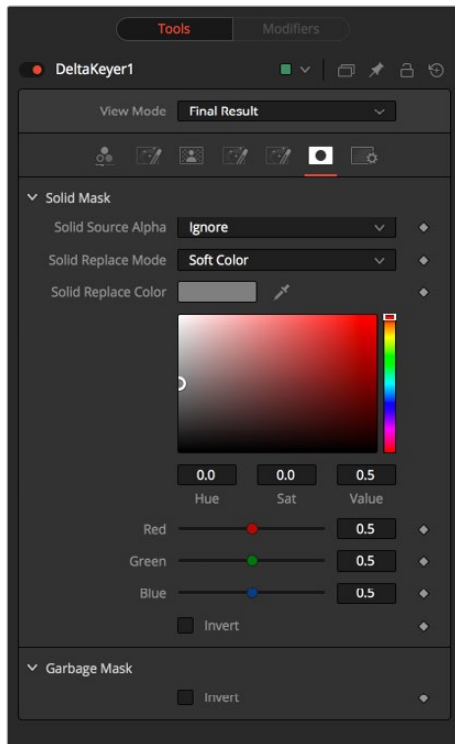 Tools Modifiers
DeltaKeyer1
View Mode Final Result
Solid Mask
Solid Source Alpha Ignore
Solid Replace Mode Soft Color
Solid Replace Color
0.0 0.0 0.5
Hue Sat Value
Red 0.5
Green 0.5
Blue 0.5
Invert
Garbage Mask
Invert